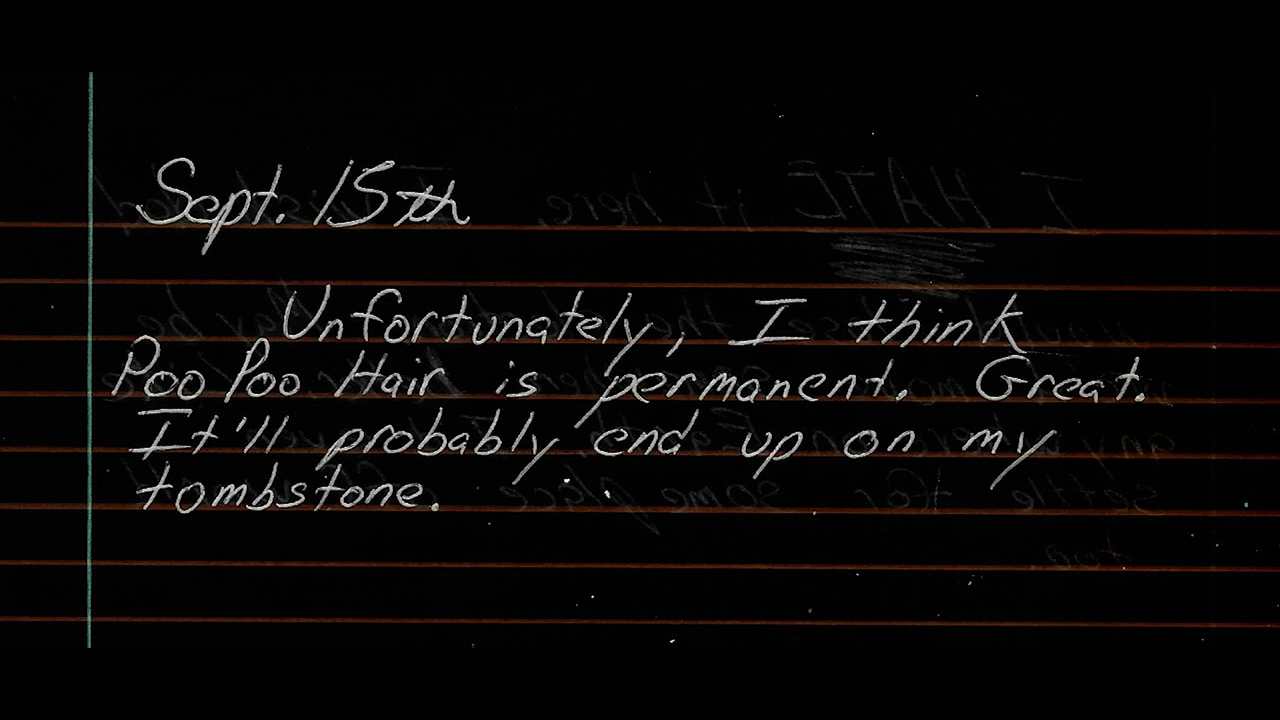 Sept. 15th
Unfortunately, I think
Poo Poo Hair is permanent. Great.
It'll probably end up on my
tombstone.